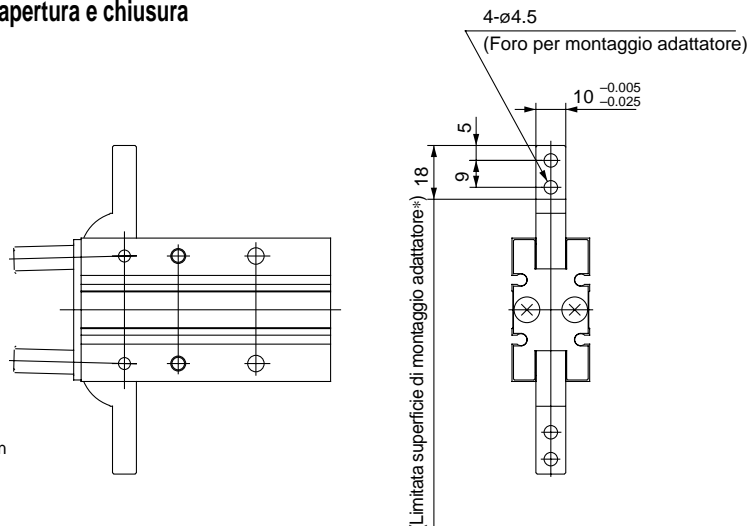 apertura e chiusura
4-ø4.5
(Foro per montaggio adattatore)
10 –0.005
–0.025
5
9
18
(Limitata superficie di montaggio adattatore*)